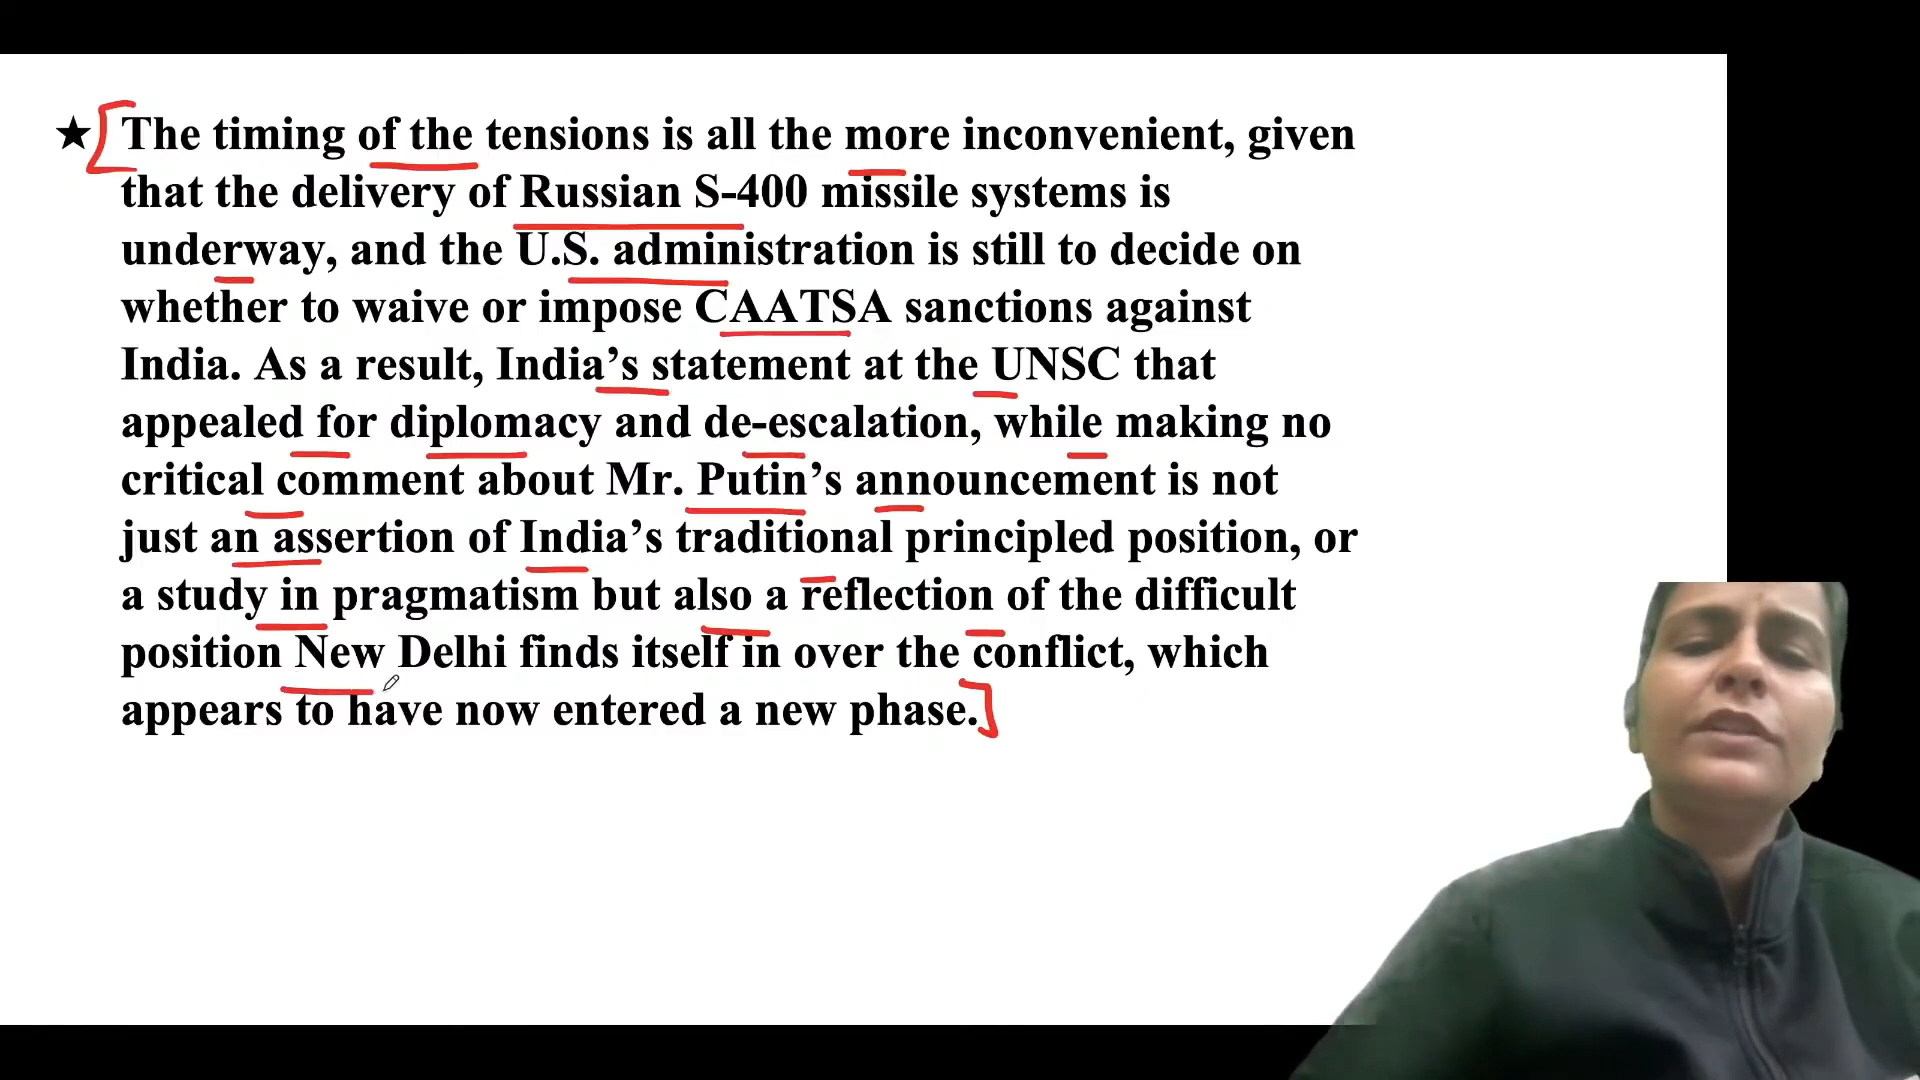 ★ The timing of the tensions is all the more inconvenient, given
that the delivery of Russian S-400 missile systems is
underway, and the U.S. administration is still to decide on
whether to waive or impose CAATSA sanctions against
India. As a result, India’s statement at the UNSC that
appealed for diplomacy and de-escalation, while making no
critical comment about Mr. Putin’s announcement is not
just an assertion of India’s traditional principled position, or
a study in pragmatism but also a reflection of the difficult
position New Delhi finds itself in over the conflict, which
appears to have now entered a new phase.